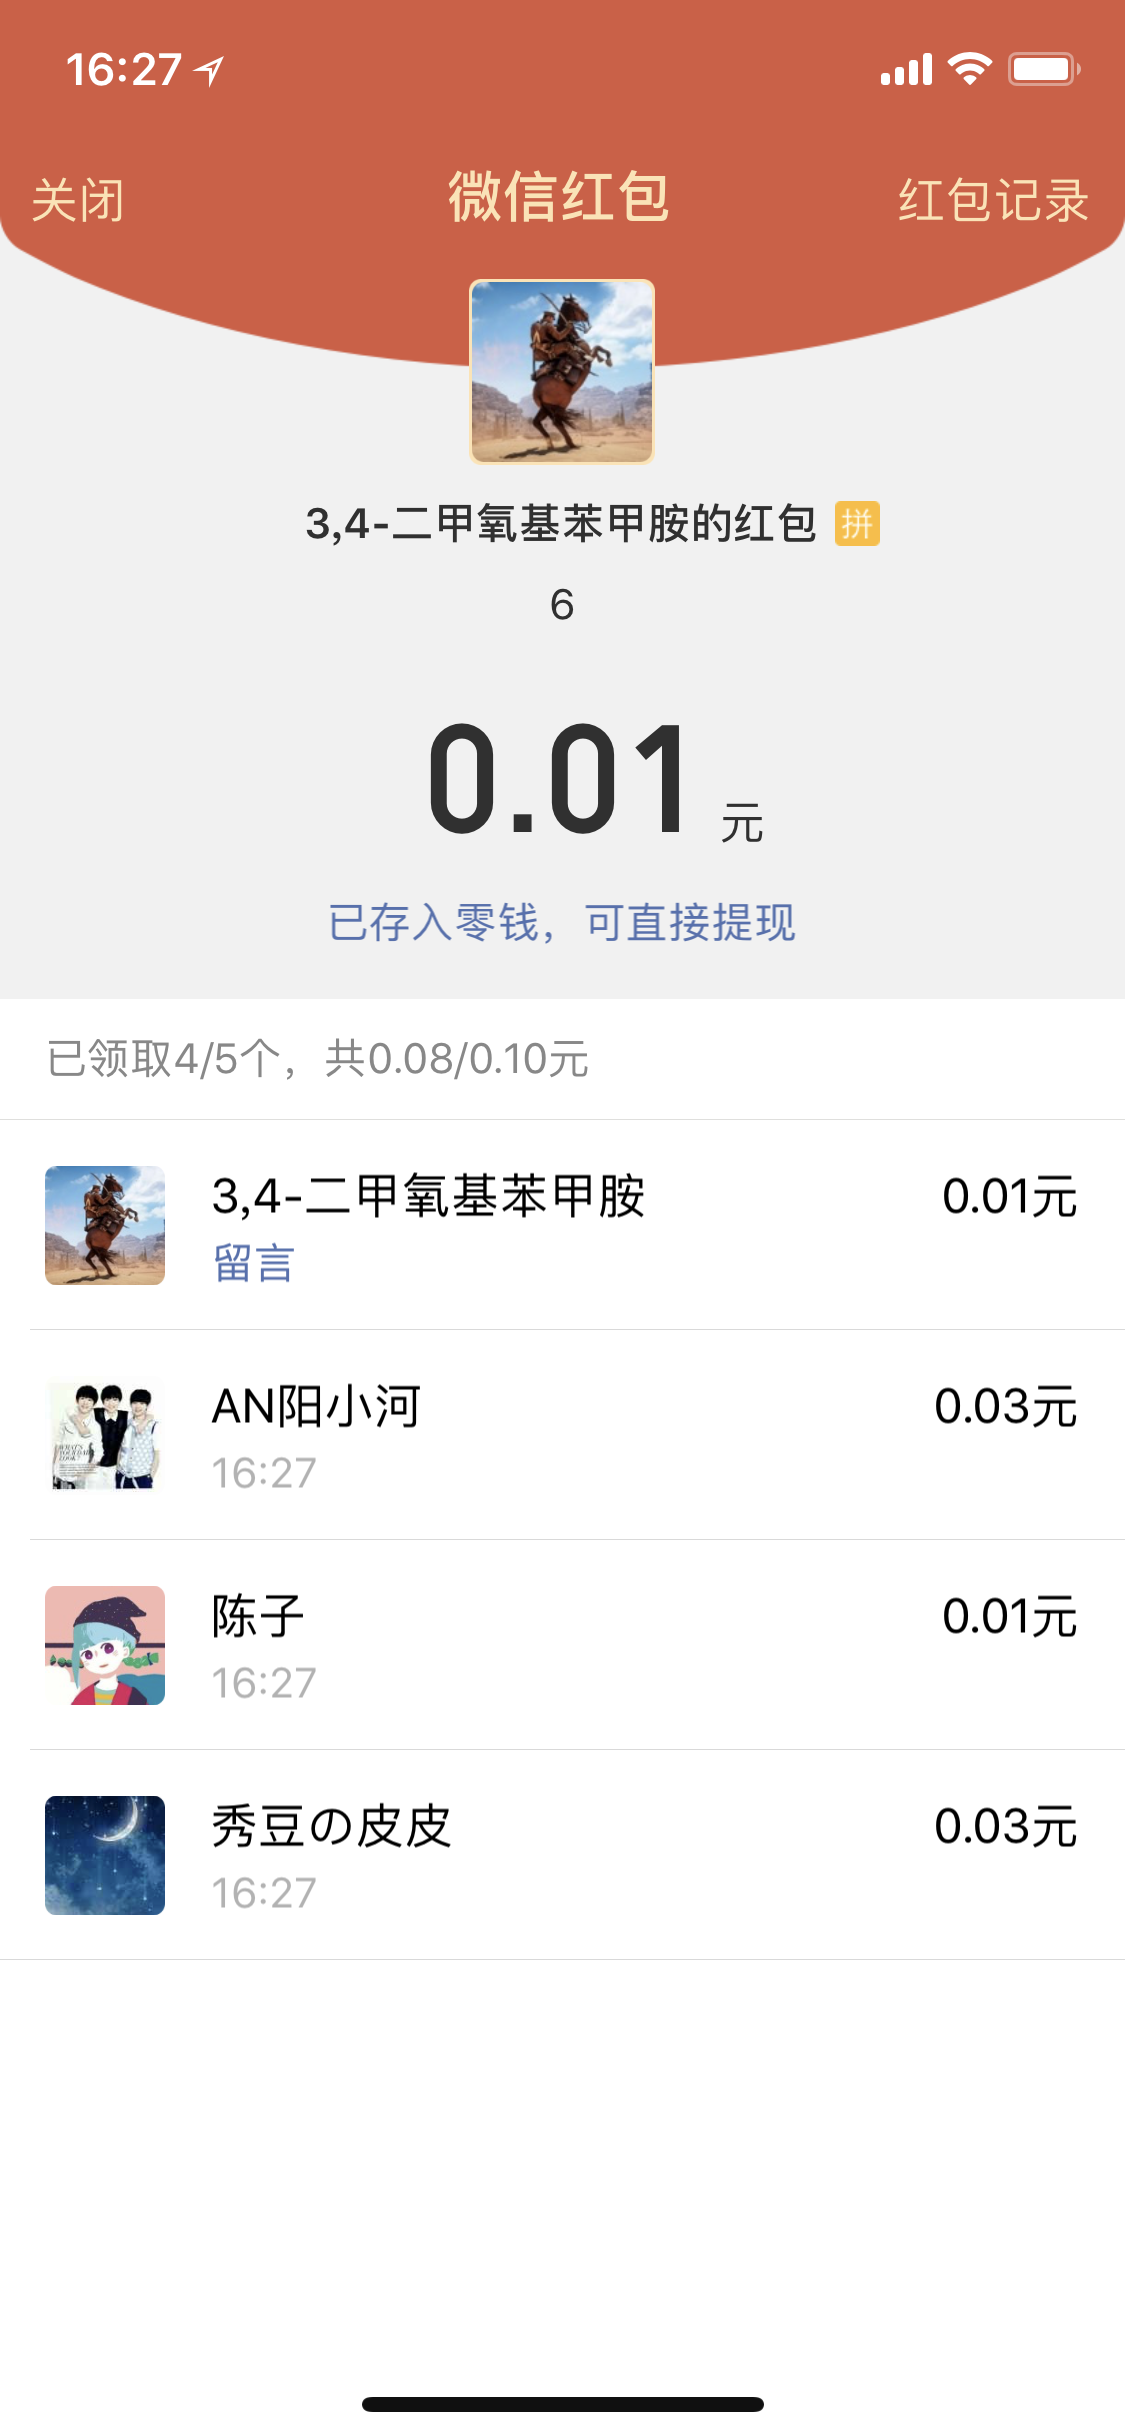 16:27
关闭 微信红包 红包记录
3,4-二甲氧基苯甲胺的红包 拼
6
0.01 元
已存入零钱，可直接提现
已领取4/5个，共0.08/0.10元
3,4-二甲氧基苯甲胺 0.01元
留言
AN阳小河 0.03元
WHAT'S
LOOK?
16:27
陈子 0.01元
16:27
秀豆の皮皮 0.03元
16:27